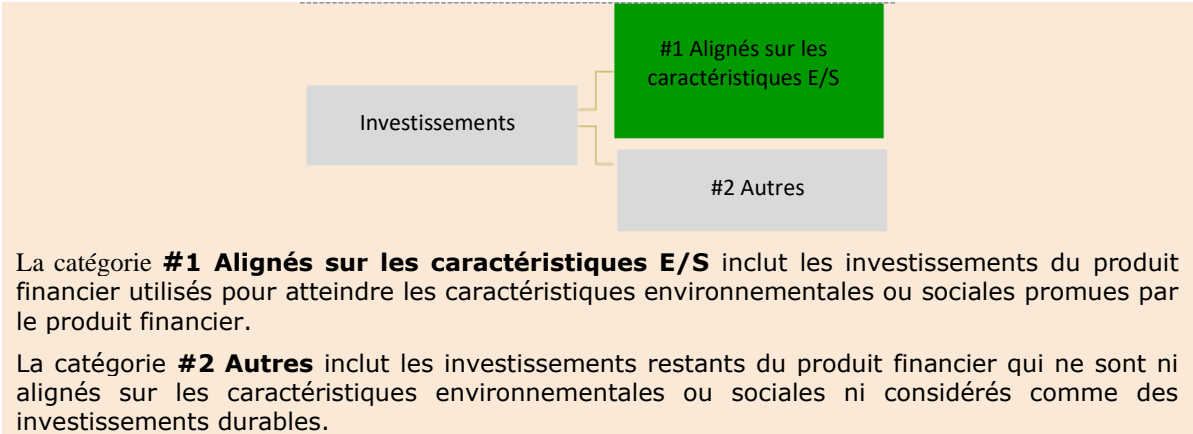 #1 Alignés sur les
caractéristiques E/S
Investissements
#2 Autres
La catégorie #1 Alignés sur les caractéristiques E/S inclut les investissements du produit
financier utilisés pour atteindre les caractéristiques environnementales ou sociales promues par
le produit financier.
La catégorie #2 Autres inclut les investissements restants du produit financier qui ne sont ni
alignés sur les caractéristiques environnementales ou sociales ni considérés comme des
investissements durables.